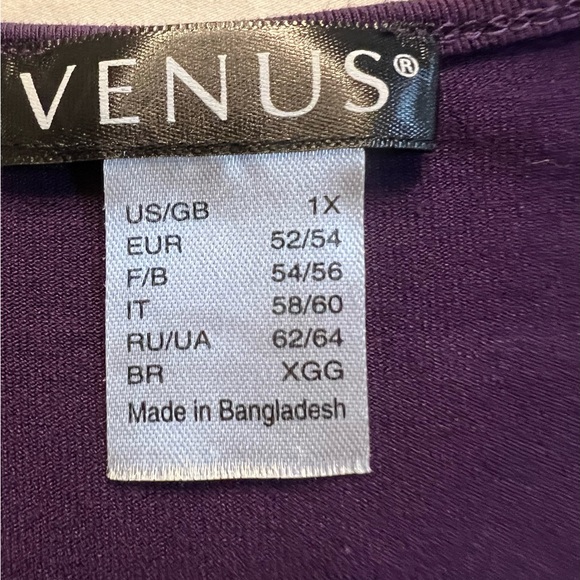 VENUS®
US/GB 1X
EUR 52/54
F/B 54/56
IT 58/60
RU/UA 62/64
BR XGG
Made in Bangladesh